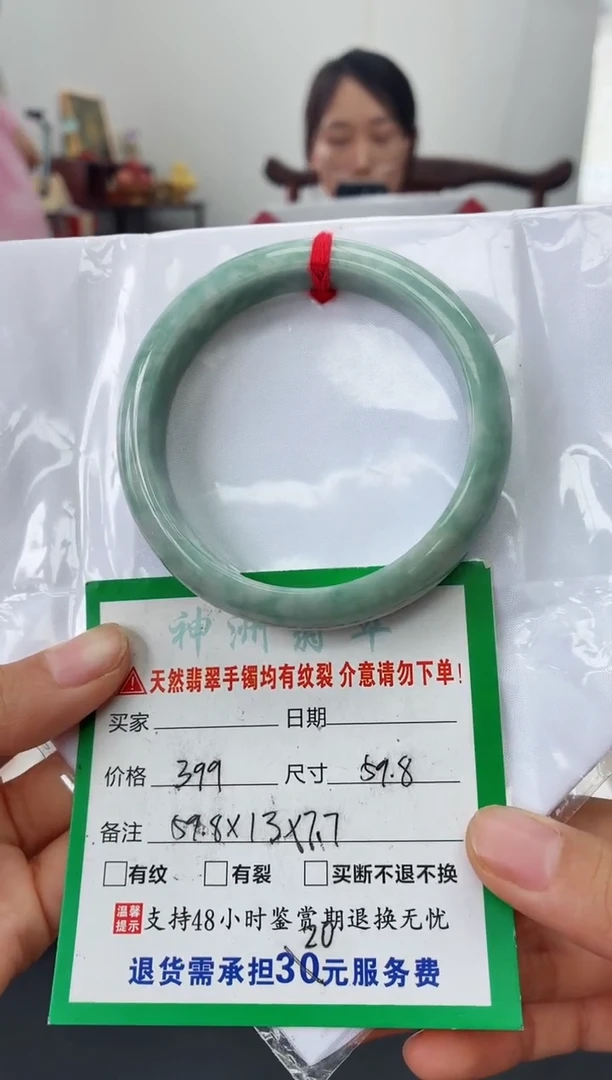 神洲翡翠
天然翡翠手镯均有纹裂 介意请勿下单!
买家 日期
价格 399 尺寸 59.8
备注 59.8×13×7.7
有纹 有裂 买断不退不换
温馨提示 支持48小时鉴赏期退换无忧
20
退货需承担30元服务费